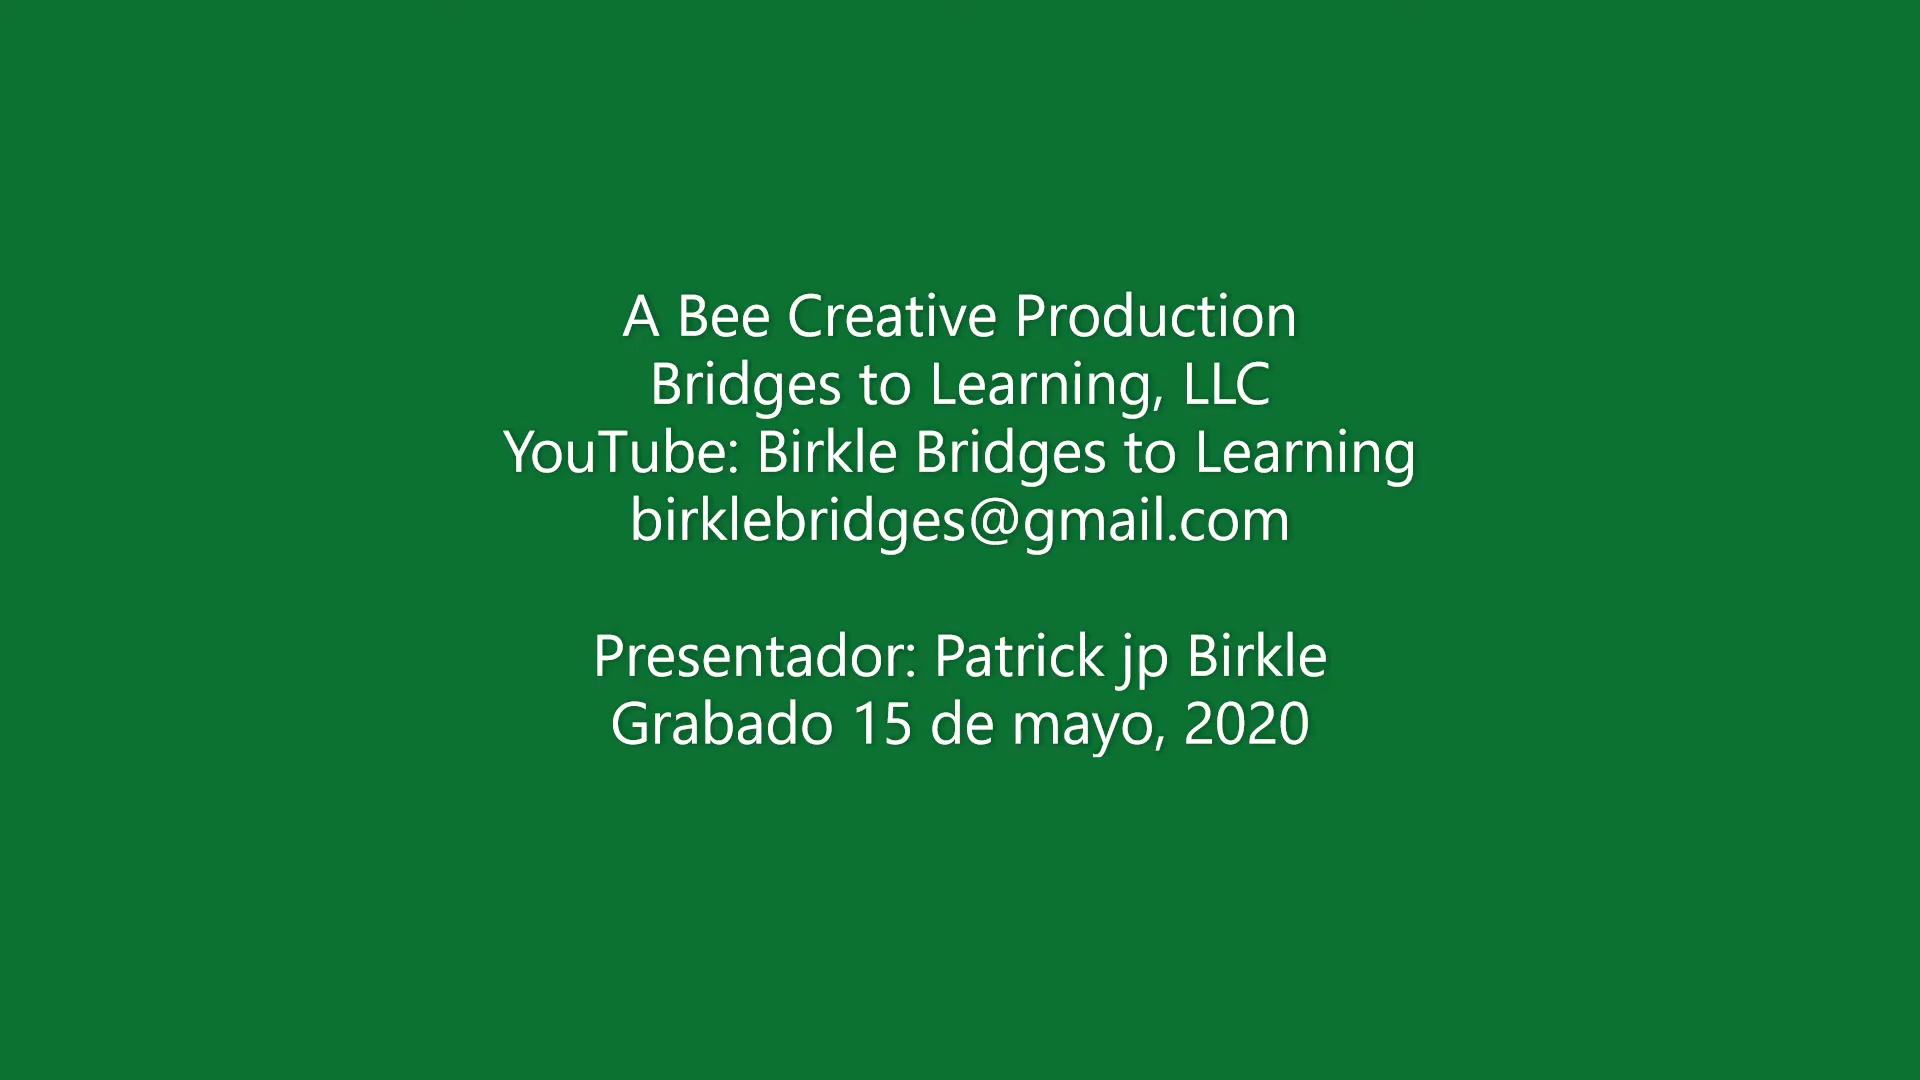 A Bee Creative Production
Bridges to Learning, LLC
YouTube: Birkle Bridges to Learning
birklebridges@gmail.com
Presentador: Patrick jp Birkle
Grabado 15 de mayo, 2020